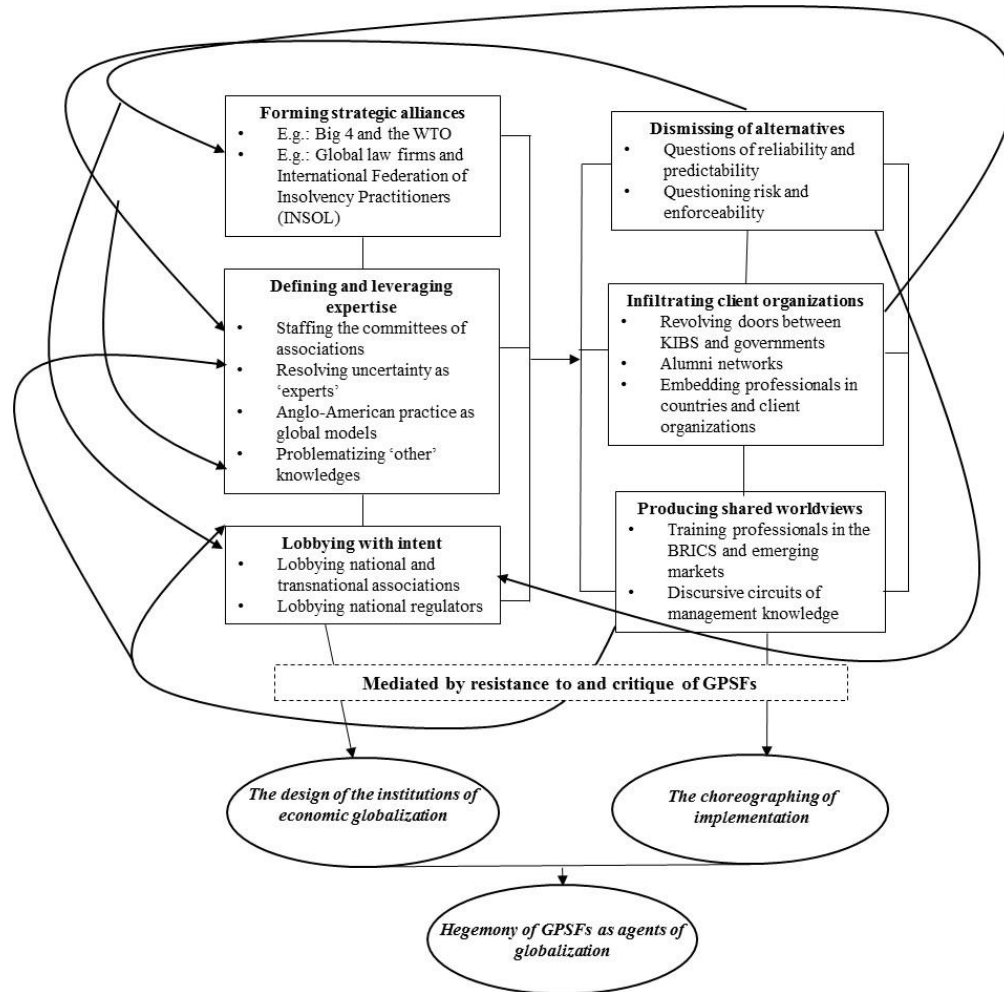 Forming strategic alliances
• E.g.: Big 4 and the WTO
• E.g.: Global law firms and
International Federation of
Insolvency Practitioners
(INSOL)
Defining and leveraging
expertise
• Staffing the committees of
associations
• Resolving uncertainty as
‘experts’
• Anglo-American practice as
global models
• Problematizing ‘other’
knowledges
Lobbying with intent
• Lobbying national and
transnational associations
• Lobbying national regulators
Dismissing of alternatives
• Questions of reliability and
predictability
• Questioning risk and
enforceability
Infiltrating client organizations
• Revolving doors between
KIBS and governments
• Alumni networks
• Embedding professionals in
countries and client
organizations
Producing shared worldviews
• Training professionals in the
BRICS and emerging
markets
• Discursive circuits of
management knowledge
Mediated by resistance to and critique of GPSFs
The design of the institutions of
economic globalization
The choreographing of
implementation
Hegemony of GPSFs as agents of
globalization